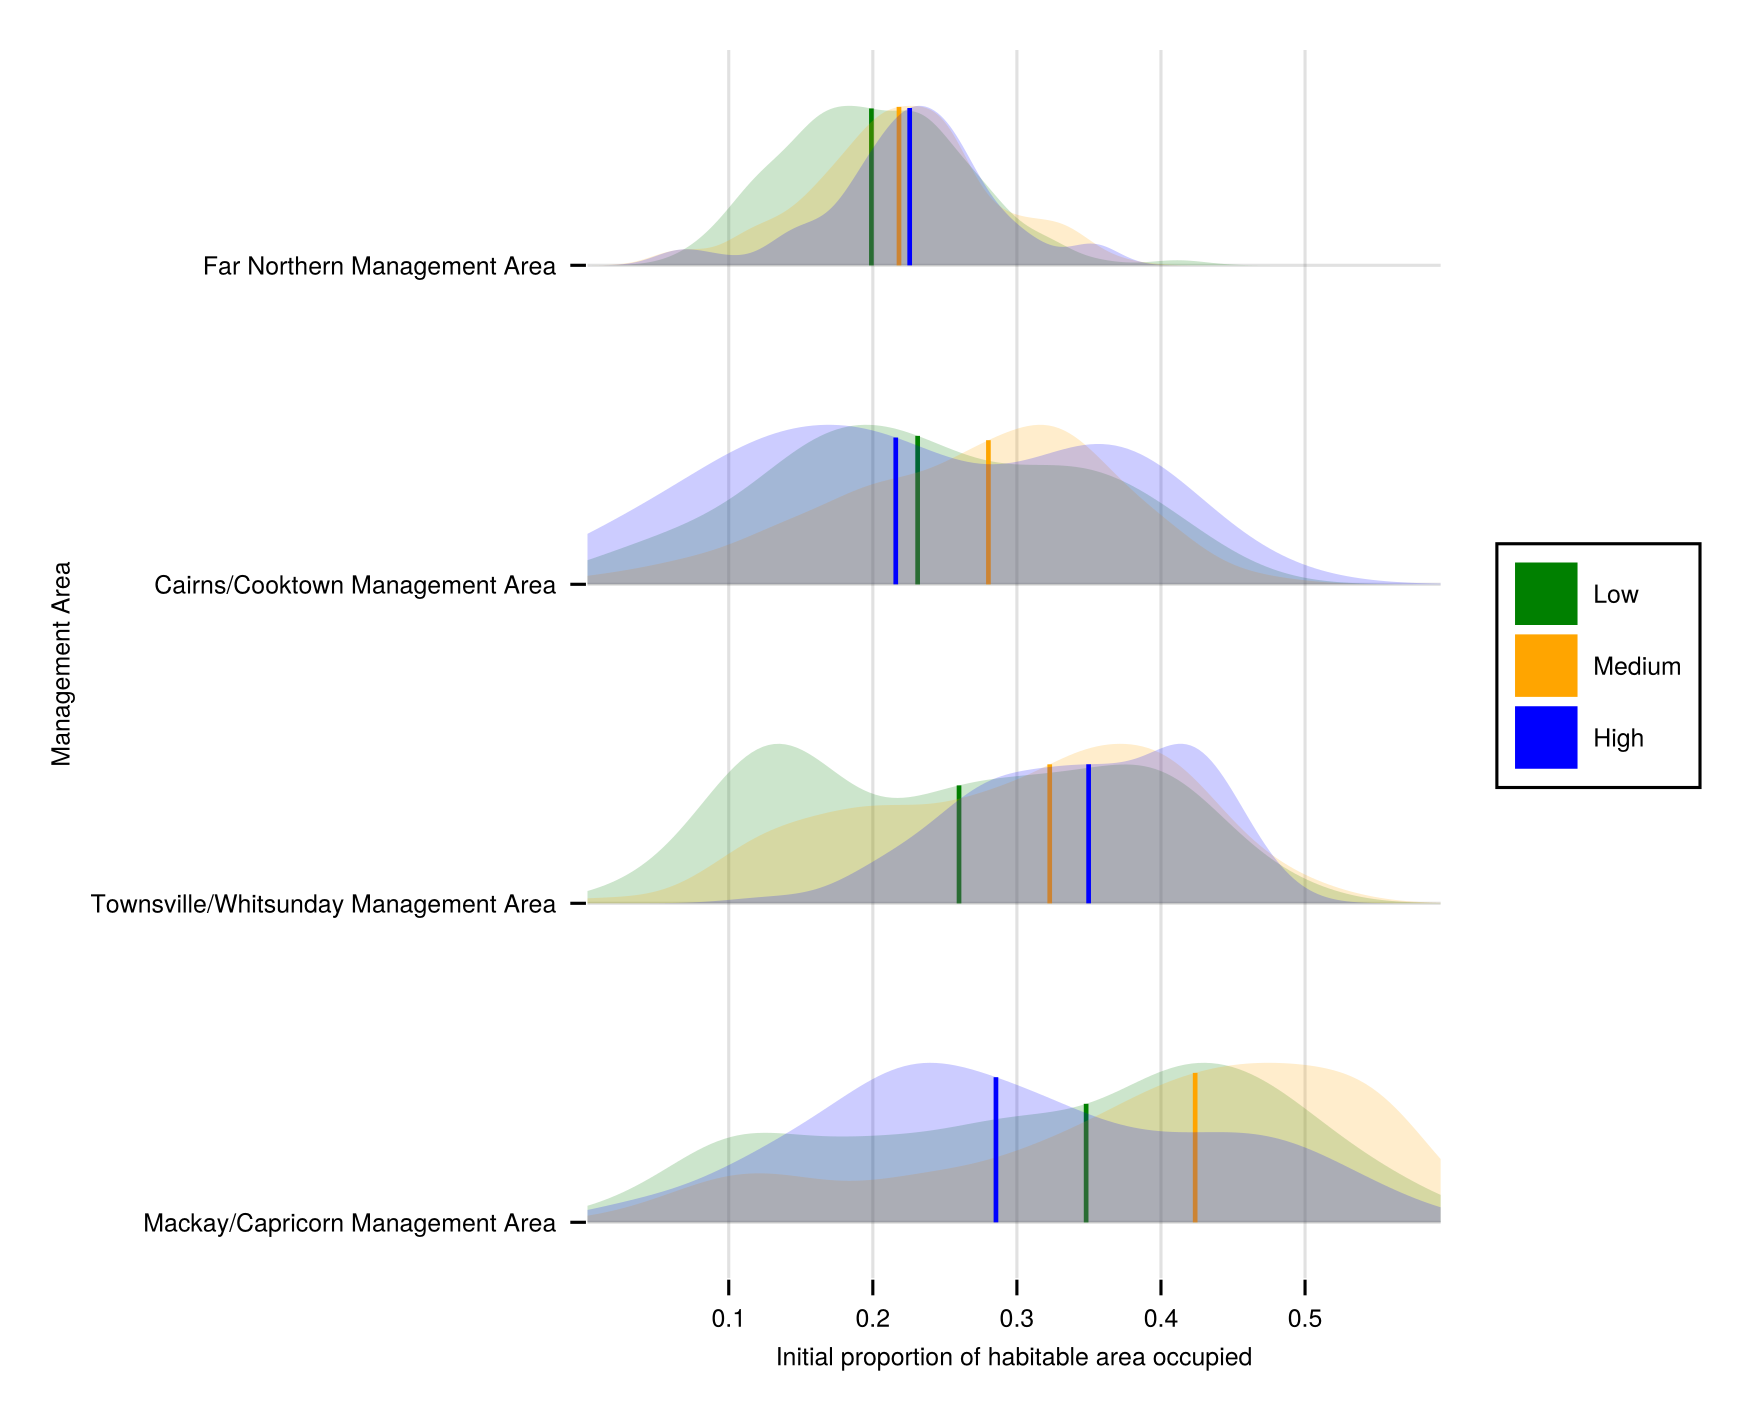 Far Northern Management Area
Cairns/Cooktown Management Area
Townsville/Whitsunday Management Area
Mackay/Capricorn Management Area
Management Area
0.1
0.2
0.3
0.4
0.5
Initial proportion of habitable area occupied
Low
Medium
High